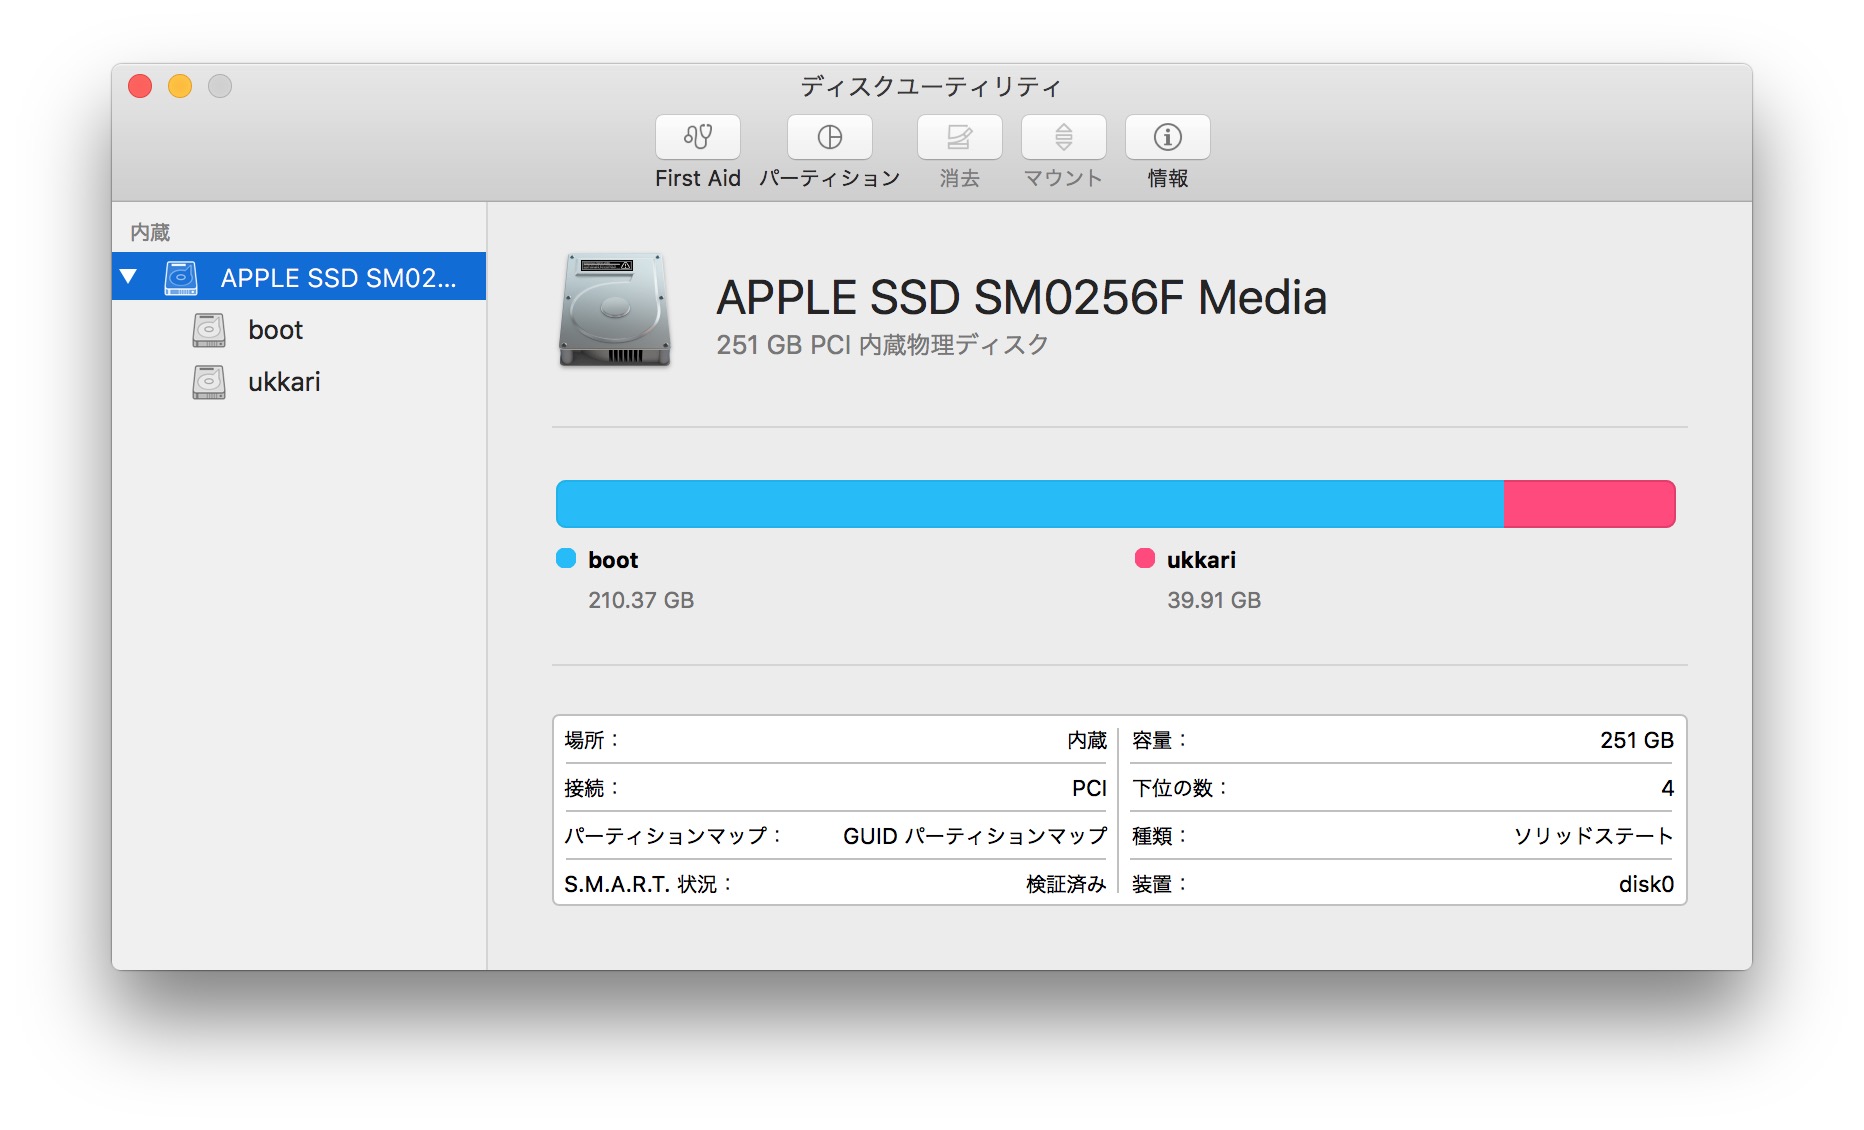 ディスクユーティリティ
First Aid パーティション 消去 マウント 情報
内蔵
APPLE SSD SM02...
boot
ukkari
APPLE SSD SM0256F Media
251 GB PCI 内蔵物理ディスク
boot ukkari
210.37 GB 39.91 GB
場所： 内蔵 容量： 251 GB
接続： PCI 下位の数： 4
パーティションマップ： GUID パーティションマップ 種類： ソリッドステート
S.M.A.R.T. 状況： 検証済み 装置： disk0